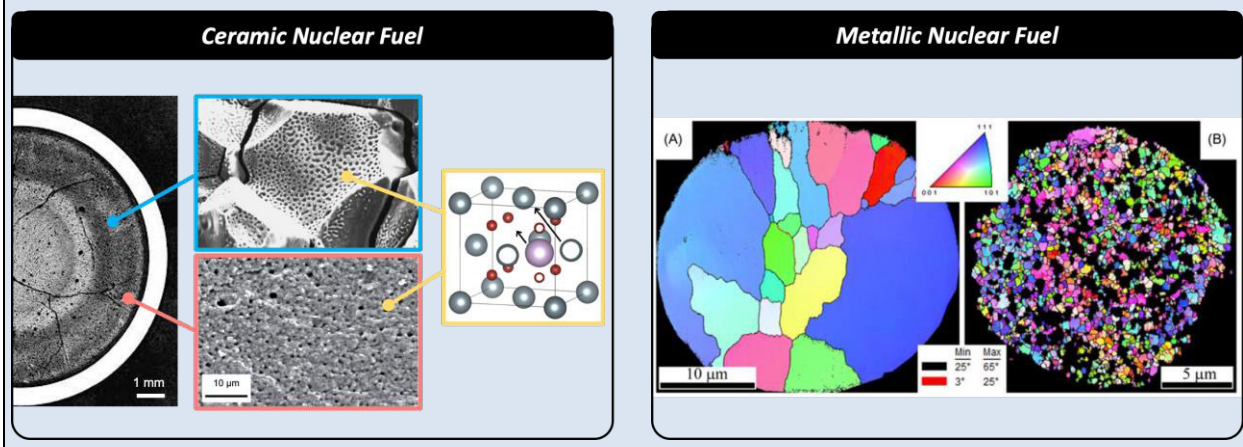 Ceramic Nuclear Fuel
1 mm
10 µm
Metallic Nuclear Fuel
(A)
111
001
101
(B)
10 µm
Min Max
25° 65°
3° 25°
5 µm